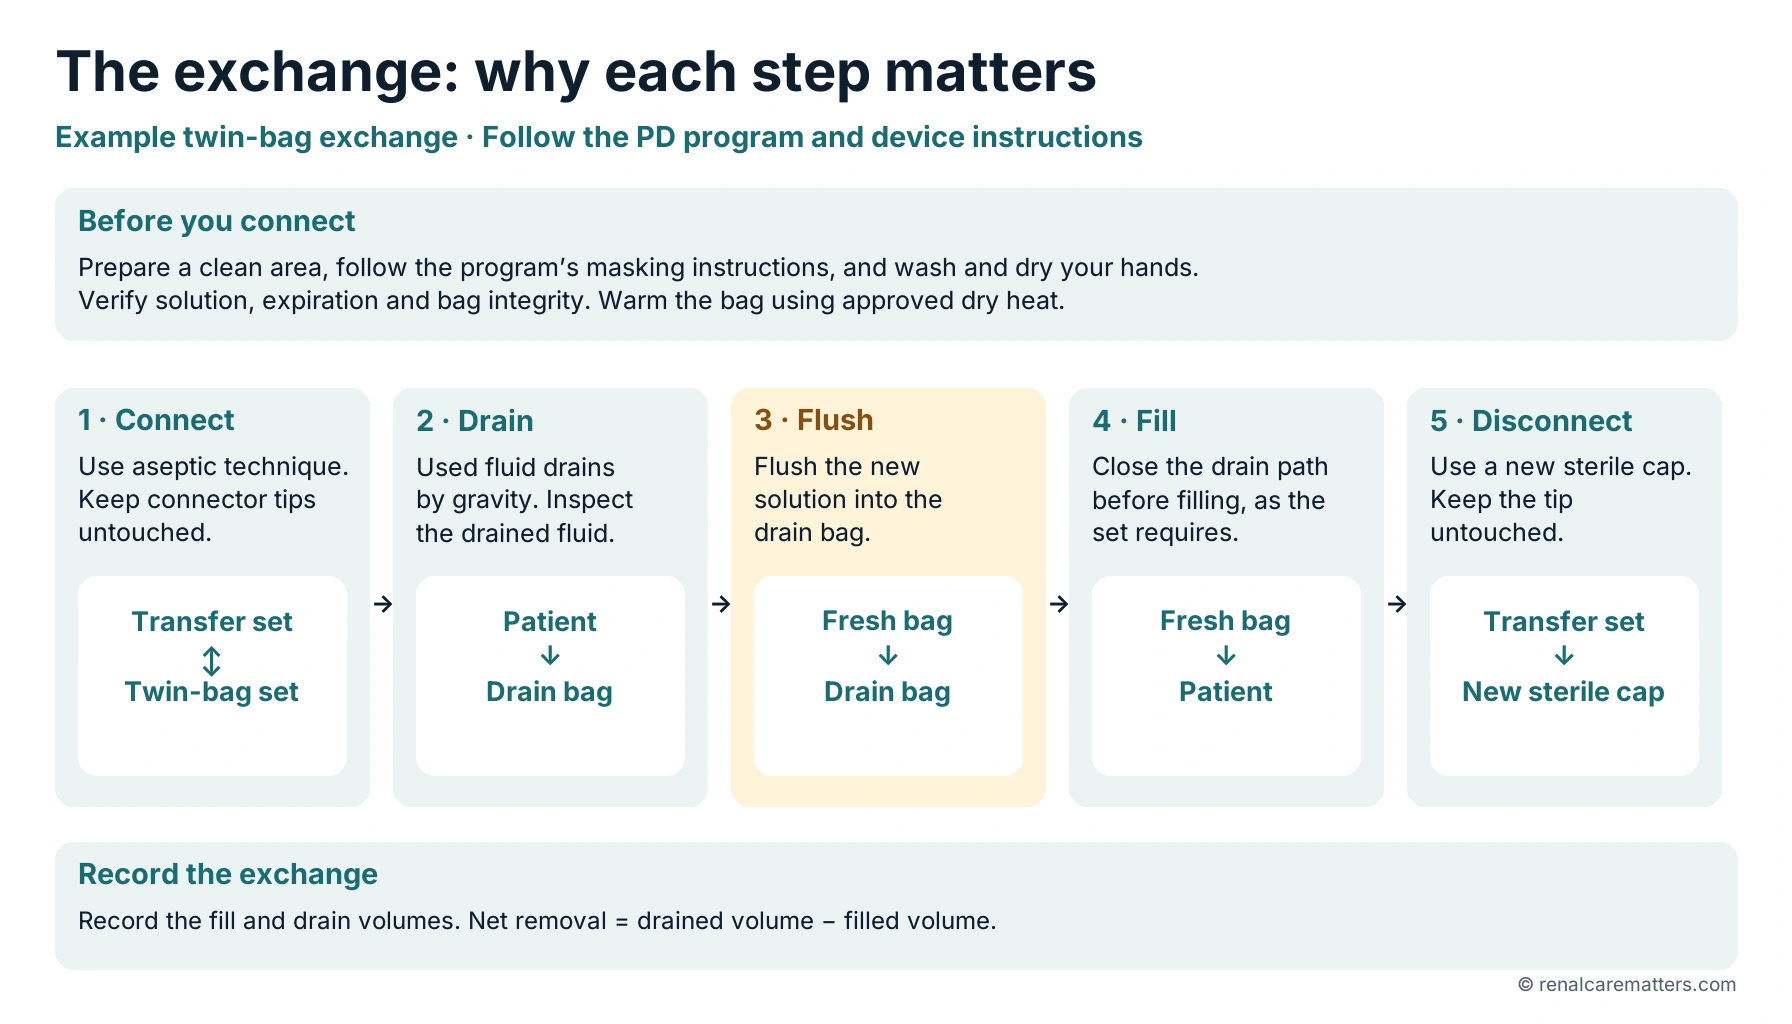 The exchange: why each step matters
Example twin-bag exchange · Follow the PD program and device instructions
Before you connect
Prepare a clean area, follow the program’s masking instructions, and wash and dry your hands.
Verify solution, expiration and bag integrity. Warm the bag using approved dry heat.
1 · Connect
Use aseptic technique.
Keep connector tips
untouched.
Transfer set
↕
Twin-bag set
→
2 · Drain
Used fluid drains
by gravity. Inspect
the drained fluid.
Patient
↓
Drain bag
→
3 · Flush
Flush the new
solution into the
drain bag.
Fresh bag
↓
Drain bag
→
4 · Fill
Close the drain path
before filling, as the
set requires.
Fresh bag
↓
Patient
→
5 · Disconnect
Use a new sterile cap.
Keep the tip
untouched.
Transfer set
↓
New sterile cap
Record the exchange
Record the fill and drain volumes. Net removal = drained volume − filled volume.
© renalcarematters.com